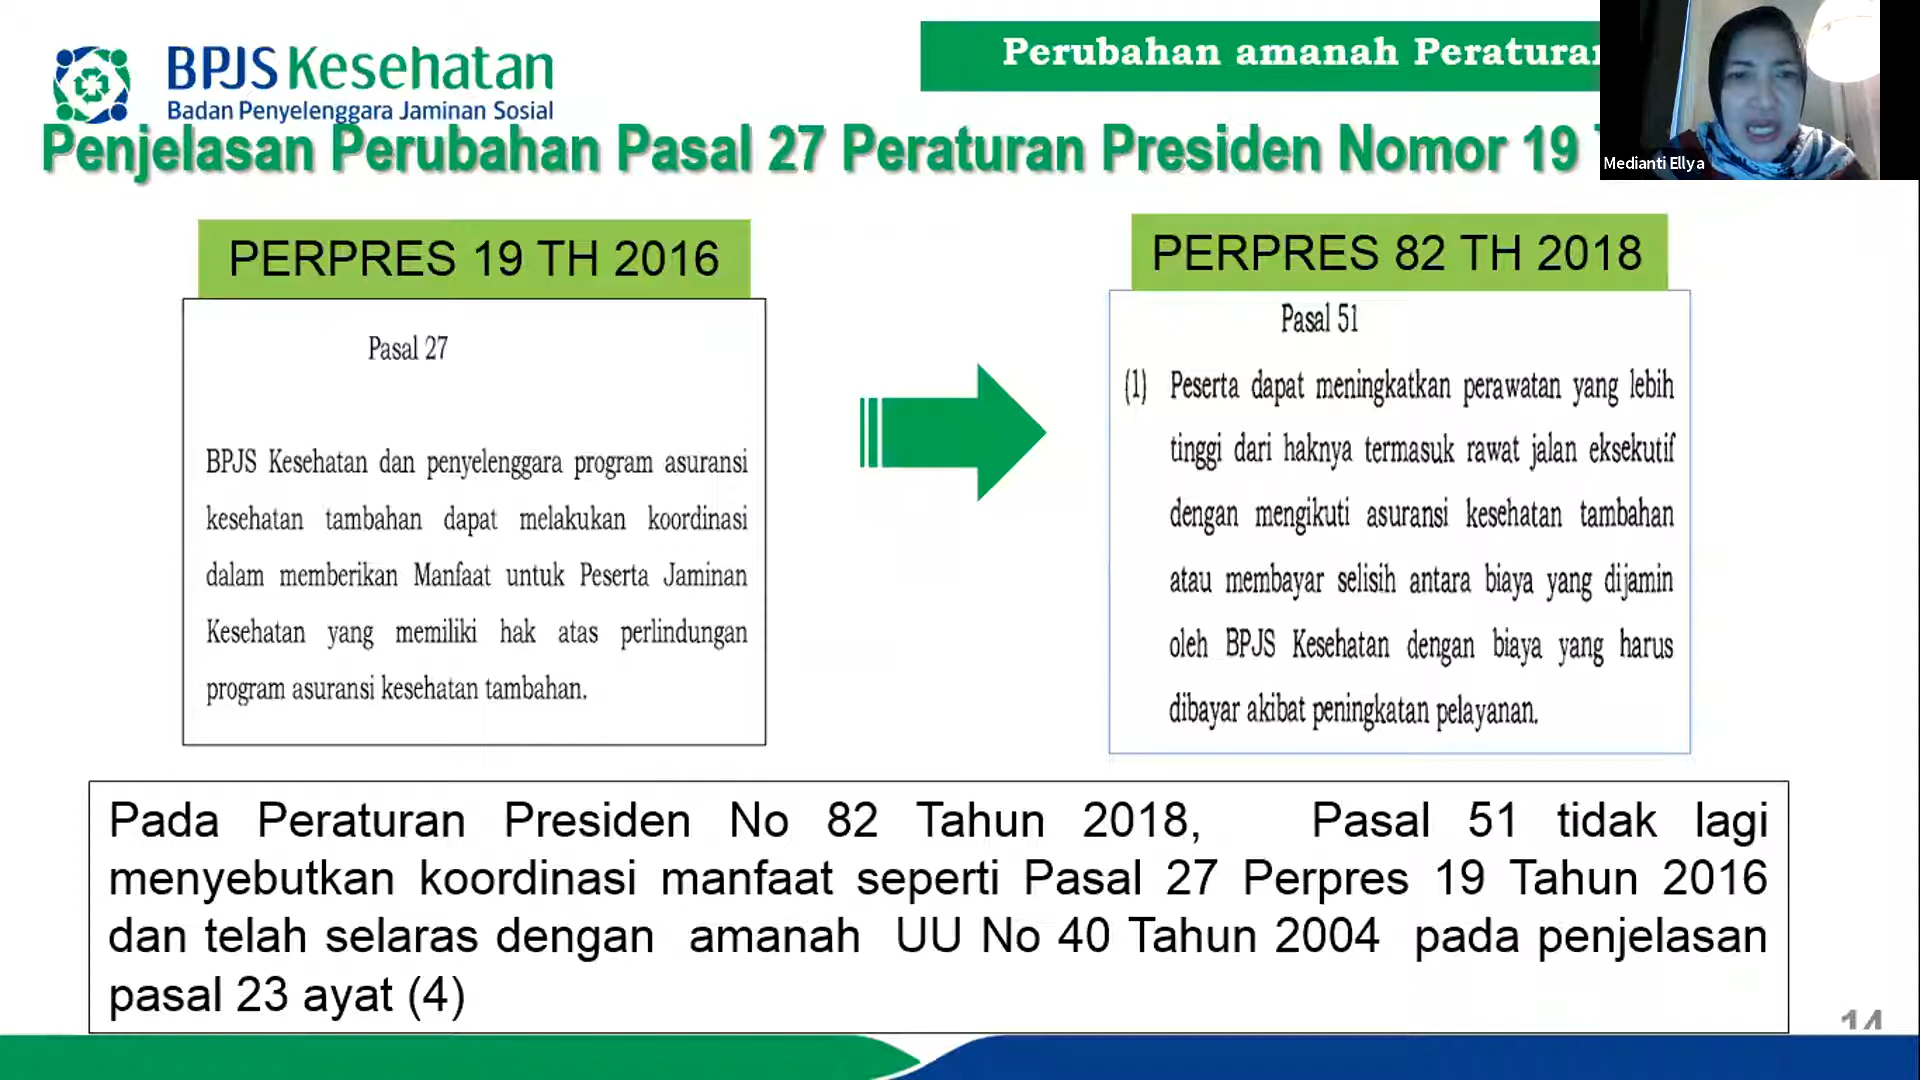 BPJS Kesehatan
Badan Penyelenggara Jaminan Sosial
Perubahan amanah Peraturan
Medianti Ellya
Penjelasan Perubahan Pasal 27 Peraturan Presiden Nomor 19
PERPRES 19 TH 2016
Pasal 27
BPJS Kesehatan dan penyelenggara program asuransi
kesehatan tambahan dapat melakukan koordinasi
dalam memberikan Manfaat untuk Peserta Jaminan
Kesehatan yang memiliki hak atas perlindungan
program asuransi kesehatan tambahan.
PERPRES 82 TH 2018
Pasal 51
(1) Peserta dapat meningkatkan perawatan yang lebih
tinggi dari haknya termasuk rawat jalan eksekutif
dengan mengikuti asuransi kesehatan tambahan
atau membayar selisih antara biaya yang dijamin
oleh BPJS Kesehatan dengan biaya yang harus
dibayar akibat peningkatan pelayanan.
Pada Peraturan Presiden No 82 Tahun 2018, Pasal 51 tidak lagi
menyebutkan koordinasi manfaat seperti Pasal 27 Perpres 19 Tahun 2016
dan telah selaras dengan amanah UU No 40 Tahun 2004 pada penjelasan
pasal 23 ayat (4)
14